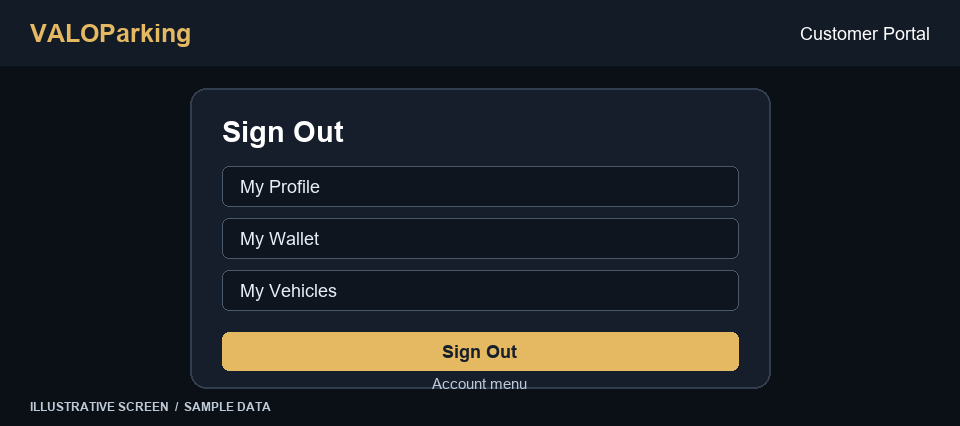 VALOParking
Customer Portal
Sign Out
My Profile
My Wallet
My Vehicles
Sign Out
Account menu
ILLUSTRATIVE SCREEN / SAMPLE DATA